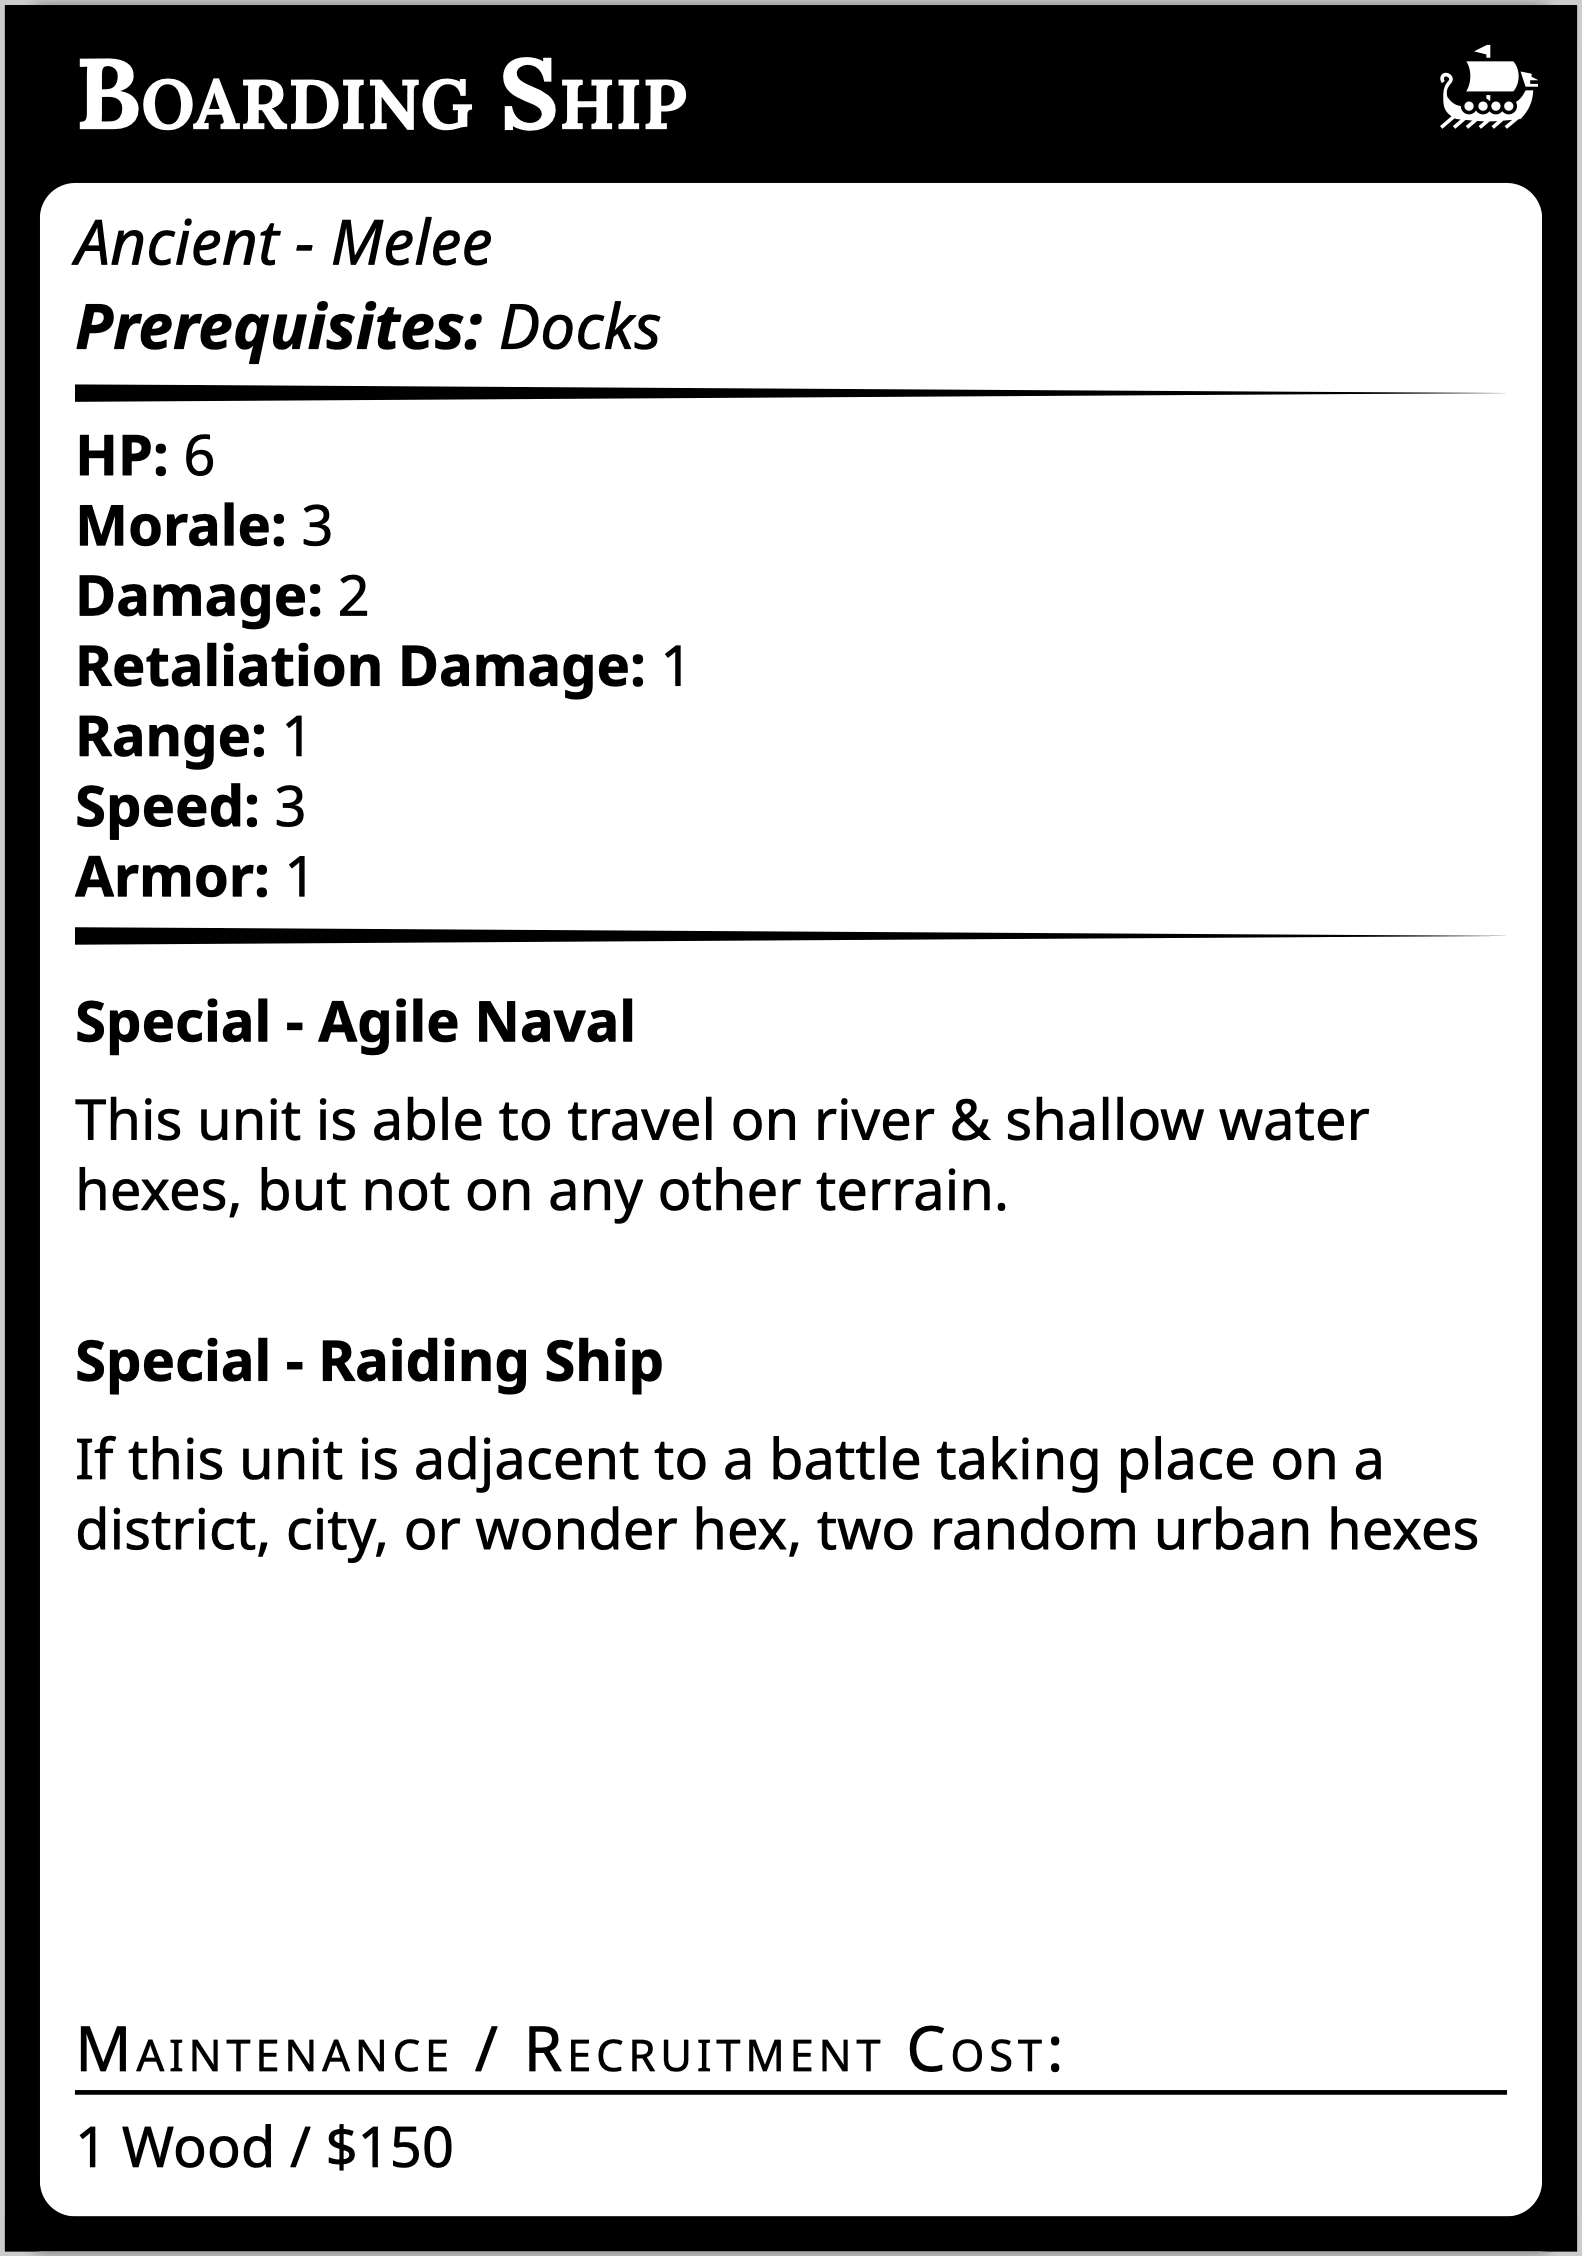 Boarding Ship
Ancient - Melee
Prerequisites: Docks
HP: 6
Morale: 3
Damage: 2
Retaliation Damage: 1
Range: 1
Speed: 3
Armor: 1
Special - Agile Naval
This unit is able to travel on river & shallow water
hexes, but not on any other terrain.
Special - Raiding Ship
If this unit is adjacent to a battle taking place on a
district, city, or wonder hex, two random urban hexes
Maintenance / Recruitment Cost:
1 Wood / $150